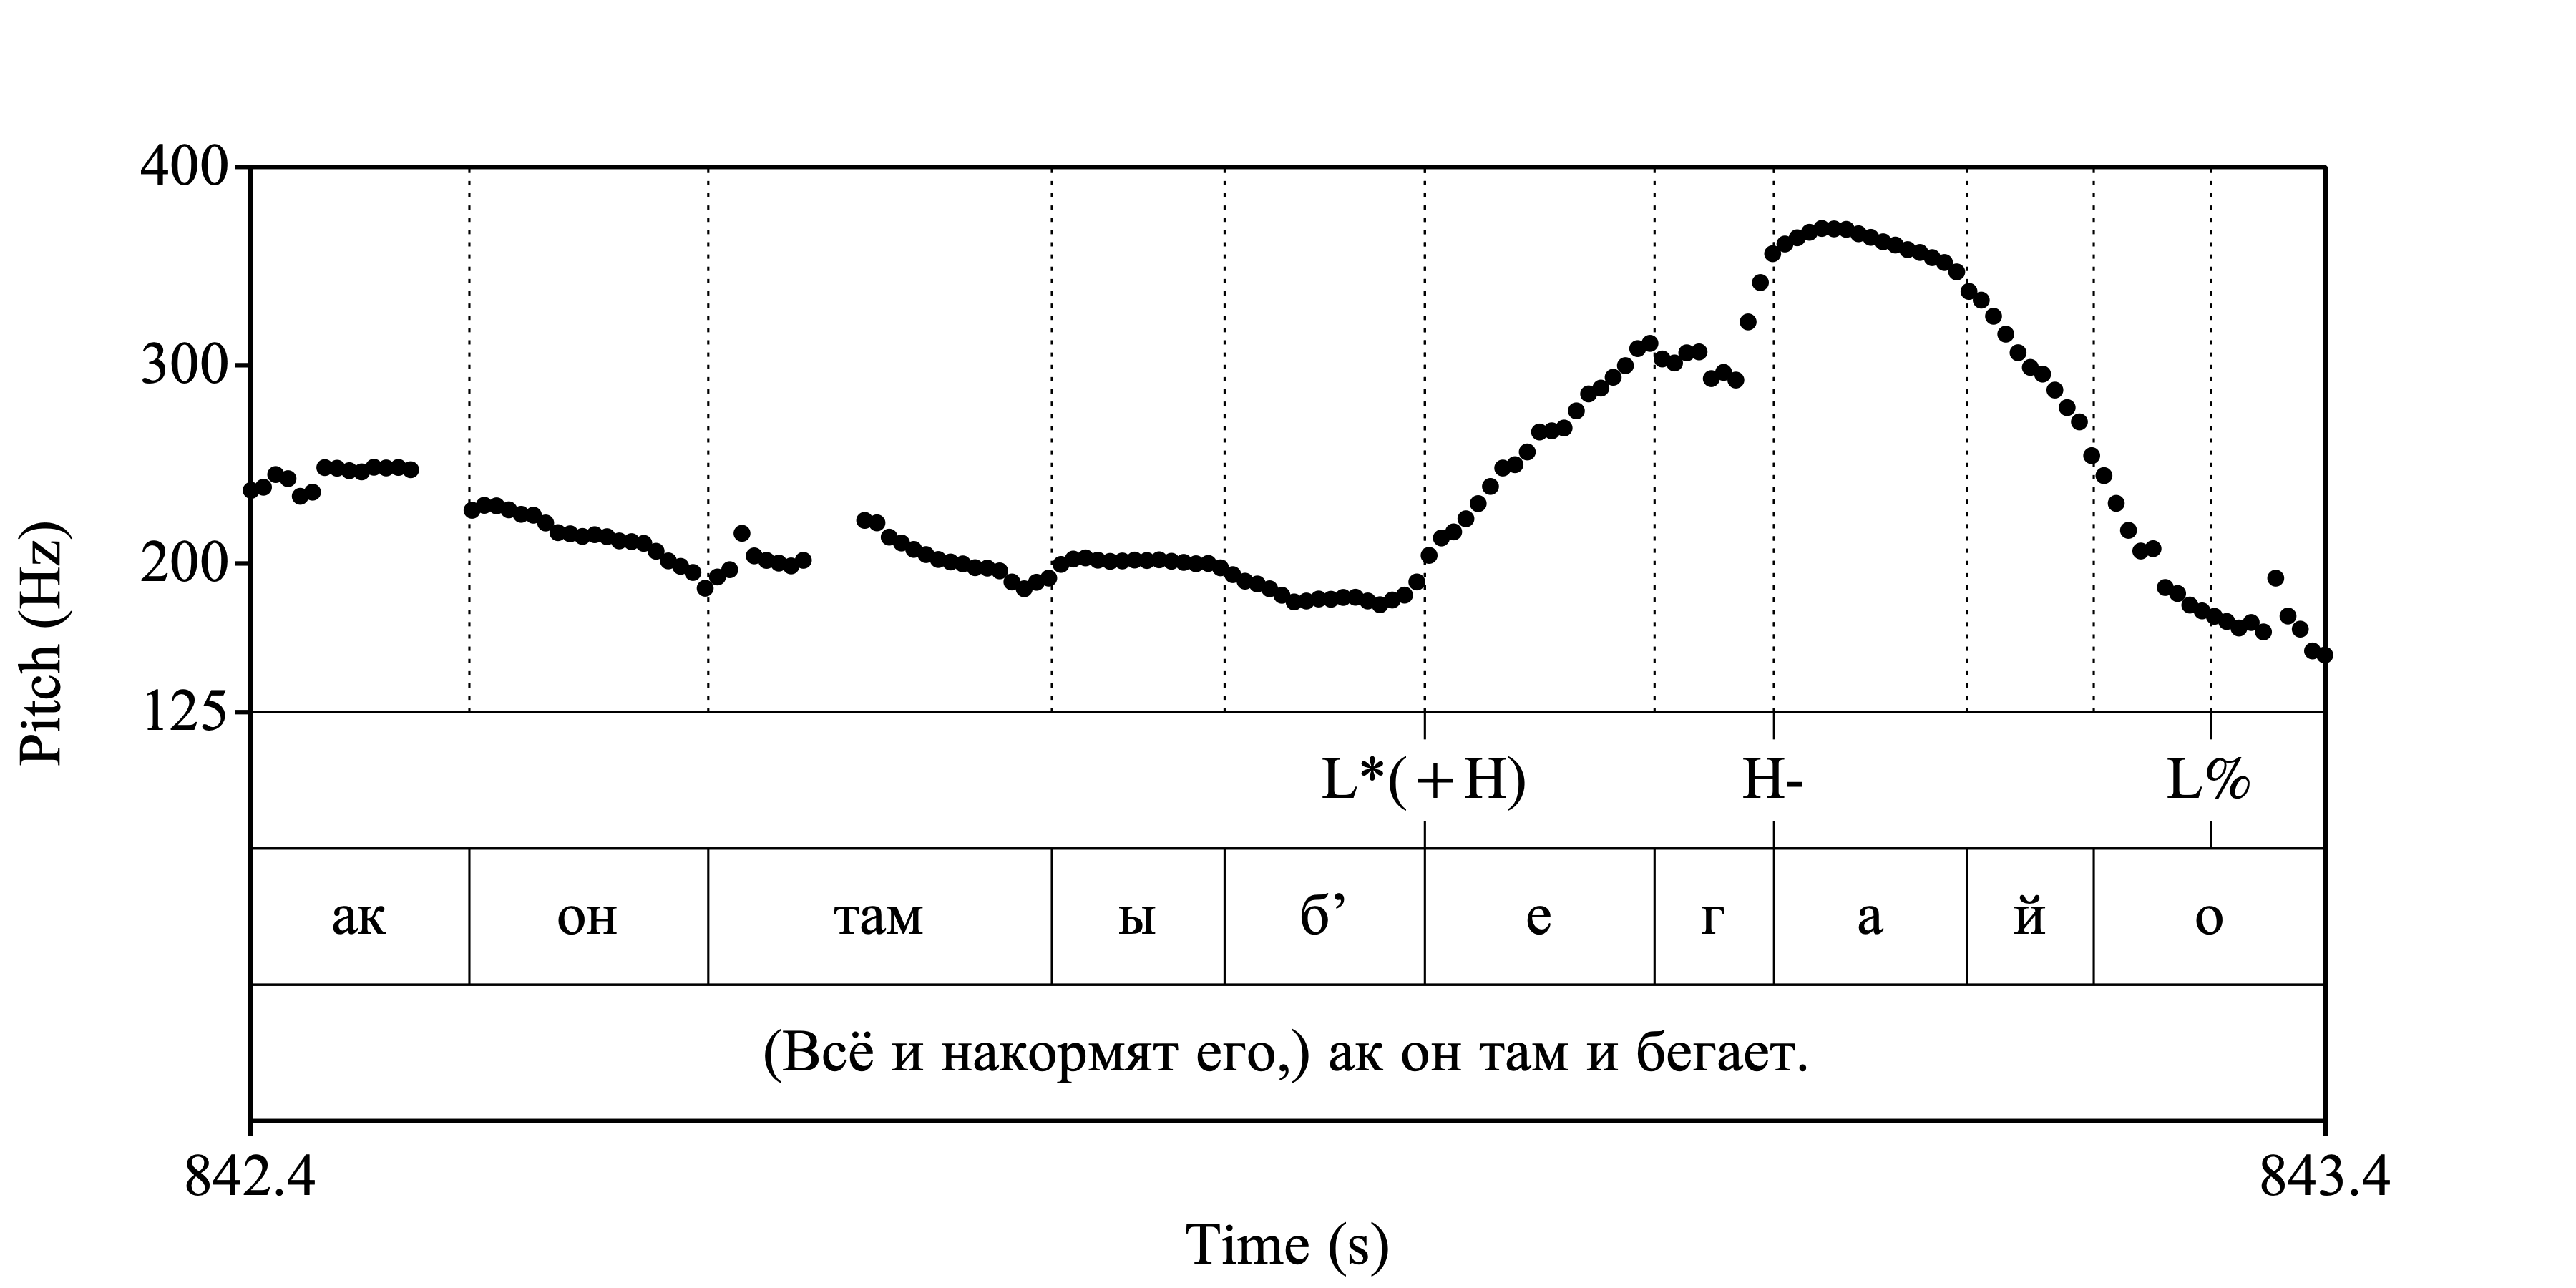 400
300
200
125
Pitch (Hz)
L*(+H) H- L%
ак он там ы б’ е г а й о
(Всё и накормят его,) ак он там и бегает.
842.4 843.4
Time (s)